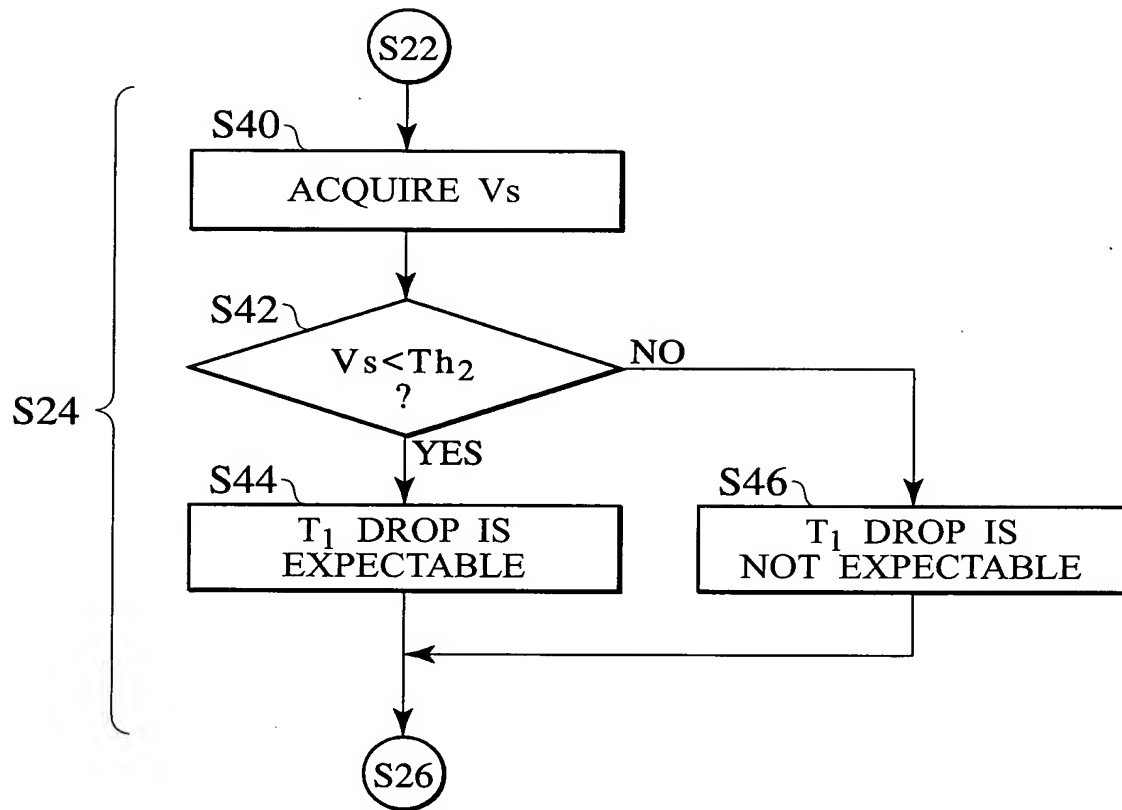 S22
S40
ACQUIRE Vs
S42
Vs<Th₂
?
NO
S24
YES
S44
T₁ DROP IS
EXPECTABLE
S46
T₁ DROP IS
NOT EXPECTABLE
S26